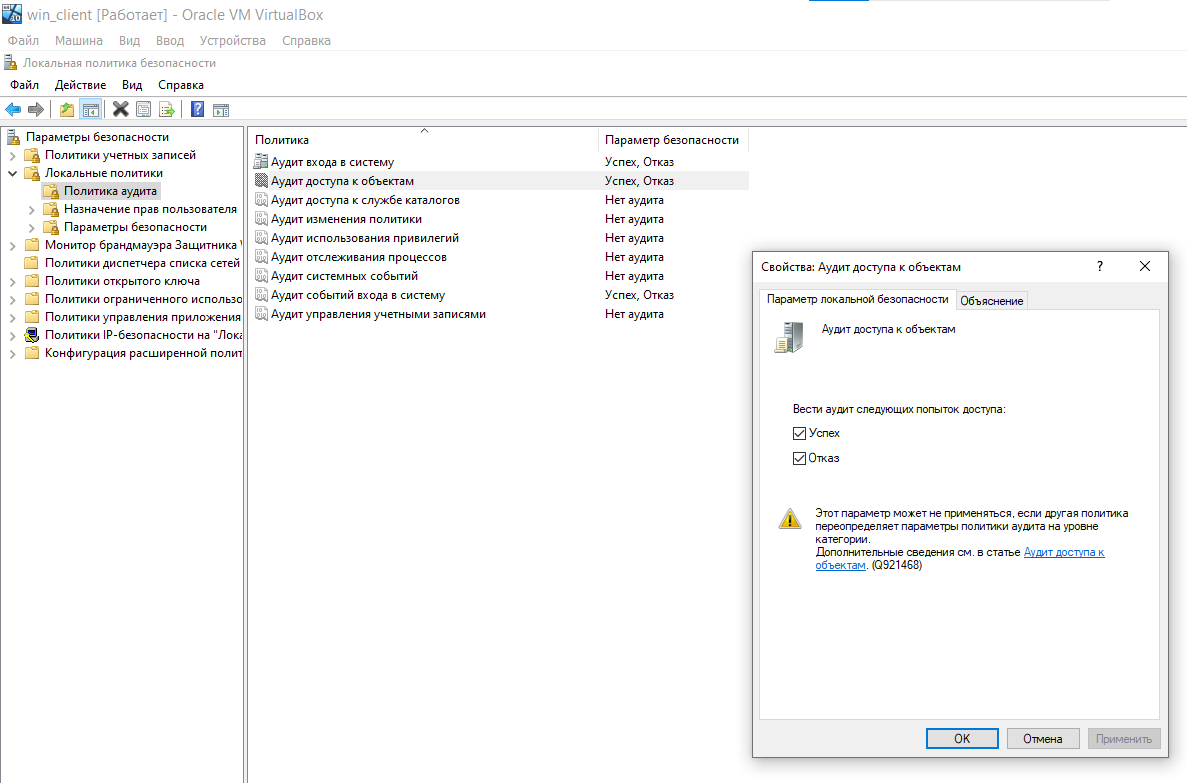 win_client [Работает] - Oracle VM VirtualBox
Файл Машина Вид Ввод Устройства Справка
Локальная политика безопасности
Файл Действие Вид Справка
Параметры безопасности
Политики учетных записей
Локальные политики
Политика аудита
Назначение прав пользователя
Параметры безопасности
Монитор брандмауэра Защитника
Политики диспетчера списка сетей
Политики открытого ключа
Политики ограниченного использо
Политики управления приложения
Политики IP-безопасности на "Лока
Конфигурация расширенной полит
Политика Параметр безопасности
Аудит входа в систему Успех, Отказ
Аудит доступа к объектам Успех, Отказ
Аудит доступа к службе каталогов Нет аудита
Аудит изменения политики Нет аудита
Аудит использования привилегий Нет аудита
Аудит отслеживания процессов Нет аудита
Аудит системных событий Нет аудита
Аудит событий входа в систему Успех, Отказ
Аудит управления учетными записями Нет аудита
Свойства: Аудит доступа к объектам ?
Параметр локальной безопасности Объяснение
Аудит доступа к объектам
Вести аудит следующих попыток доступа:
Успех
Отказ
Этот параметр может не применяться, если другая политика
переопределяет параметры политики аудита на уровне
категории.
Дополнительные сведения см. в статье Аудит доступа к
объектам. (Q921468)
ОК Отмена Применить